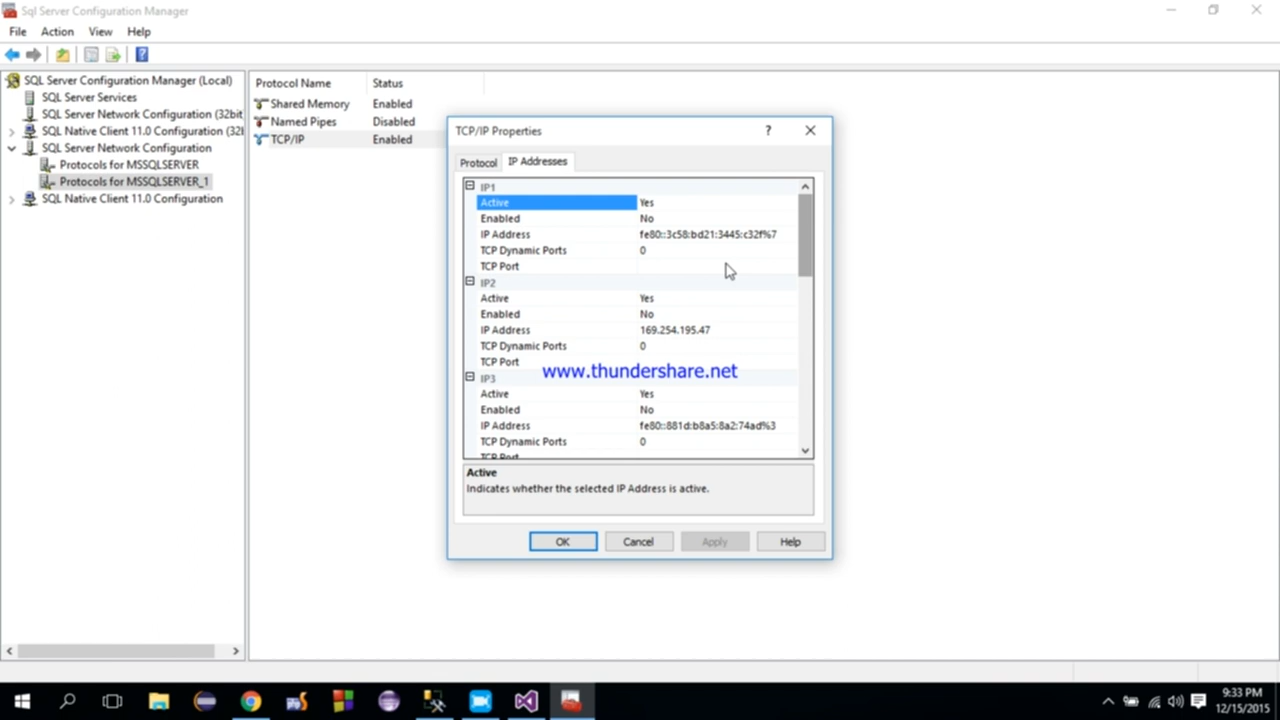 Sql Server Configuration Manager
File Action View Help
SQL Server Configuration Manager (Local)
SQL Server Services
SQL Server Network Configuration (32bit
SQL Native Client 11.0 Configuration (32
SQL Server Network Configuration
Protocols for MSSQLSERVER
Protocols for MSSQLSERVER_1
SQL Native Client 11.0 Configuration
Protocol Name Status
Shared Memory Enabled
Named Pipes Disabled
TCP/IP Enabled
TCP/IP Properties
Protocol IP Addresses
IP1
Active Yes
Enabled No
IP Address fe80::3c58:bd21:3445:c32f%7
TCP Dynamic Ports 0
TCP Port
IP2
Active Yes
Enabled No
IP Address 169.254.195.47
TCP Dynamic Ports 0
TCP Port
www.thundershare.net
IP3
Active Yes
Enabled No
IP Address fe80::881d:b8a5:8a2:74ad%3
TCP Dynamic Ports 0
TCP Port
Active
Indicates whether the selected IP Address is active.
OK Cancel Apply Help
9:33 PM
12/15/2015